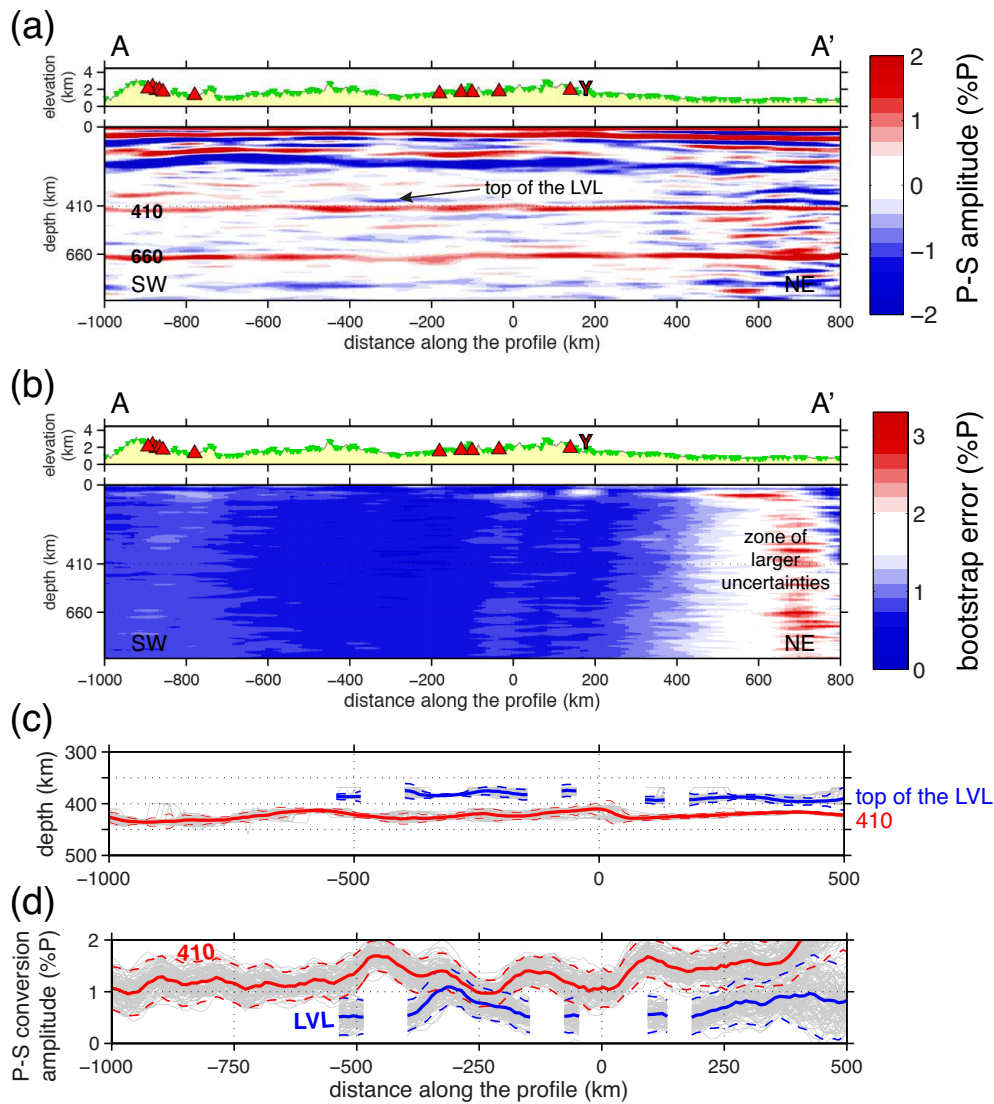 (a)
A
A'
elevation
(km)
4
2
0
Y
0
410
660
depth (km)
top of the LVL
410
660
SW
NE
−1000 −800 −600 −400 −200 0 200 400 600 800
distance along the profile (km)
2
1
0
−1
−2
P-S amplitude (%P)
(b)
A
A'
elevation
(km)
4
2
0
Y
0
410
660
depth (km)
zone of
larger
uncertainties
SW
NE
−1000 −800 −600 −400 −200 0 200 400 600 800
distance along the profile (km)
3
2
1
0
bootstrap error (%P)
(c)
300
400
500
depth (km)
top of the LVL
410
−1000 −500 0 500
(d)
P-S conversion
amplitude (%P)
2
1
0
410
LVL
−1000 −750 −500 −250 0 250 500
distance along the profile (km)